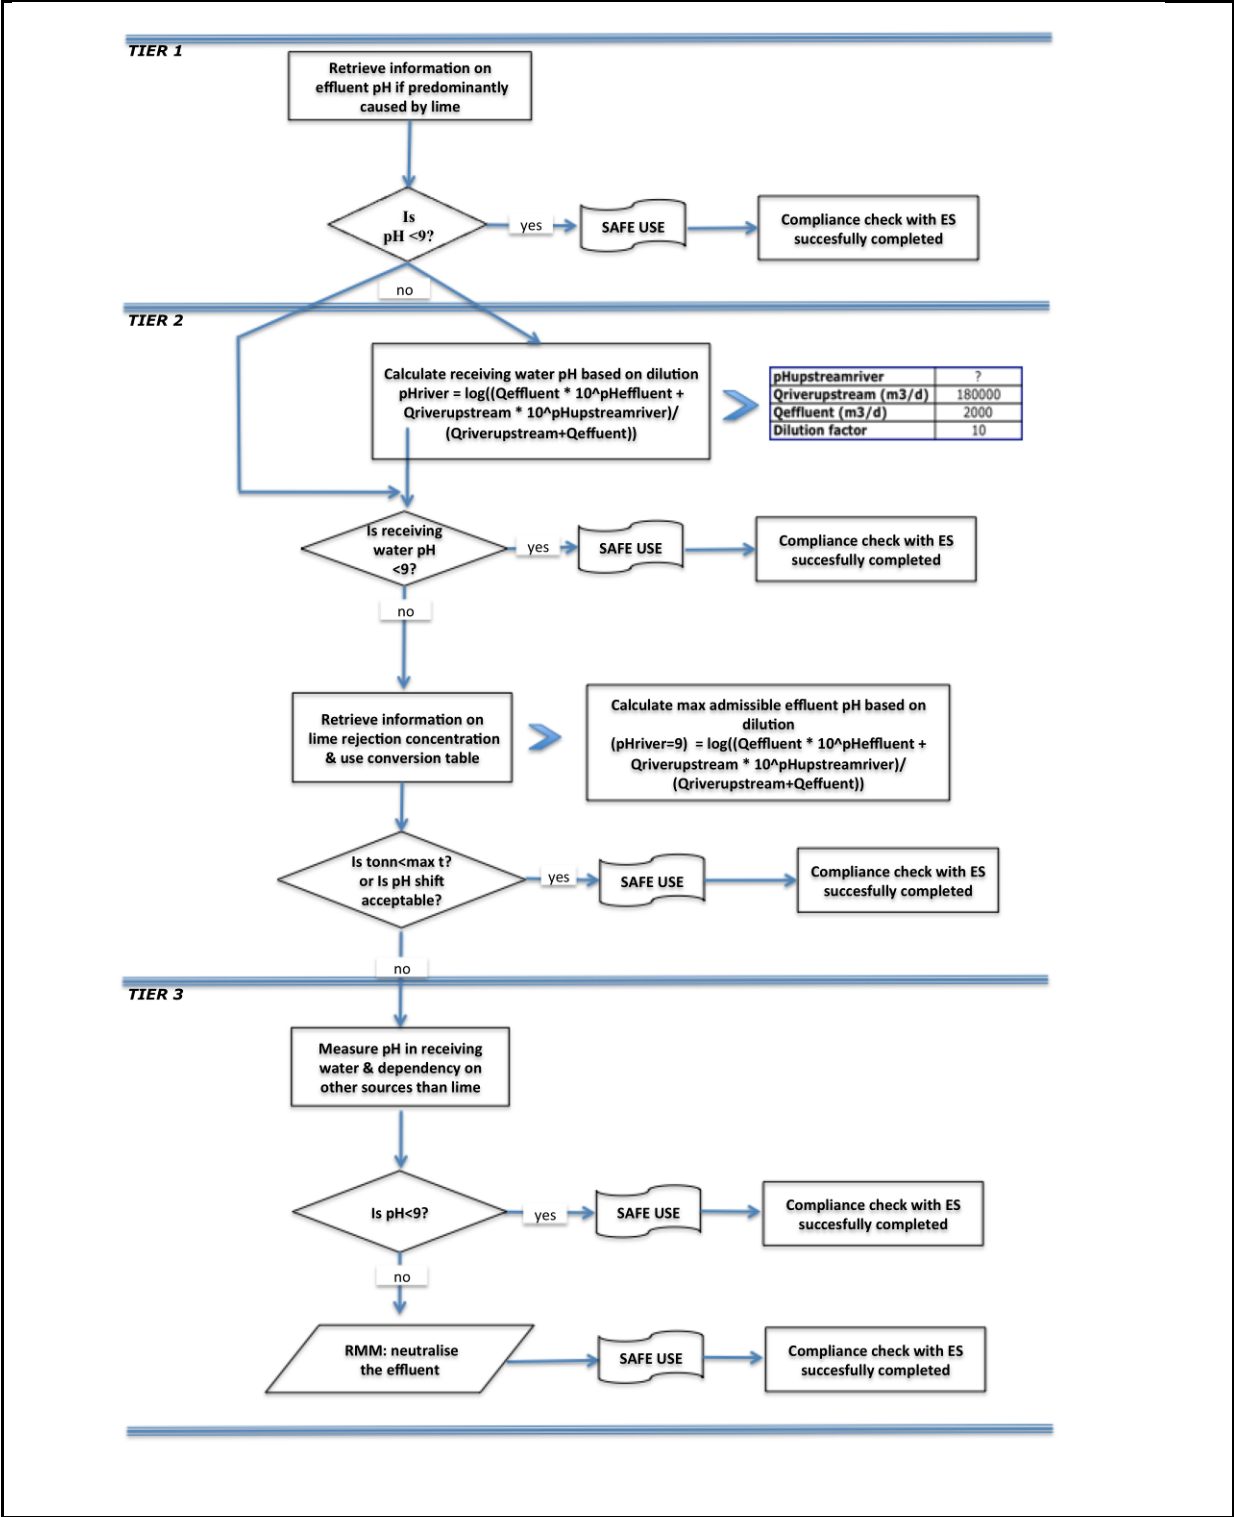 TIER 1
Retrieve information on
effluent pH if predominantly
caused by lime
Is
pH <9?
yes
SAFE USE
Compliance check with ES
succesfully completed
no
TIER 2
Calculate receiving water pH based on dilution
pHriver = log((Qeffluent * 10^pHeffluent +
Qriverupstream * 10^pHupstreamriver)/
(Qriverupstream+Qeffuent))
pHupstreamriver ?
Qriverupstream (m3/d) 180000
Qeffluent (m3/d) 2000
Dilution factor 10
Is receiving
water pH
<9?
yes
SAFE USE
Compliance check with ES
succesfully completed
no
Retrieve information on
lime rejection concentration
& use conversion table
Calculate max admissible effluent pH based on
dilution
(pHriver=9) = log((Qeffluent * 10^pHeffluent +
Qriverupstream * 10^pHupstreamriver)/
(Qriverupstream+Qeffuent))
Is tonn<max t?
or Is pH shift
acceptable?
yes
SAFE USE
Compliance check with ES
succesfully completed
no
TIER 3
Measure pH in receiving
water & dependency on
other sources than lime
Is pH<9?
yes
SAFE USE
Compliance check with ES
succesfully completed
no
RMM: neutralise
the effluent
SAFE USE
Compliance check with ES
succesfully completed